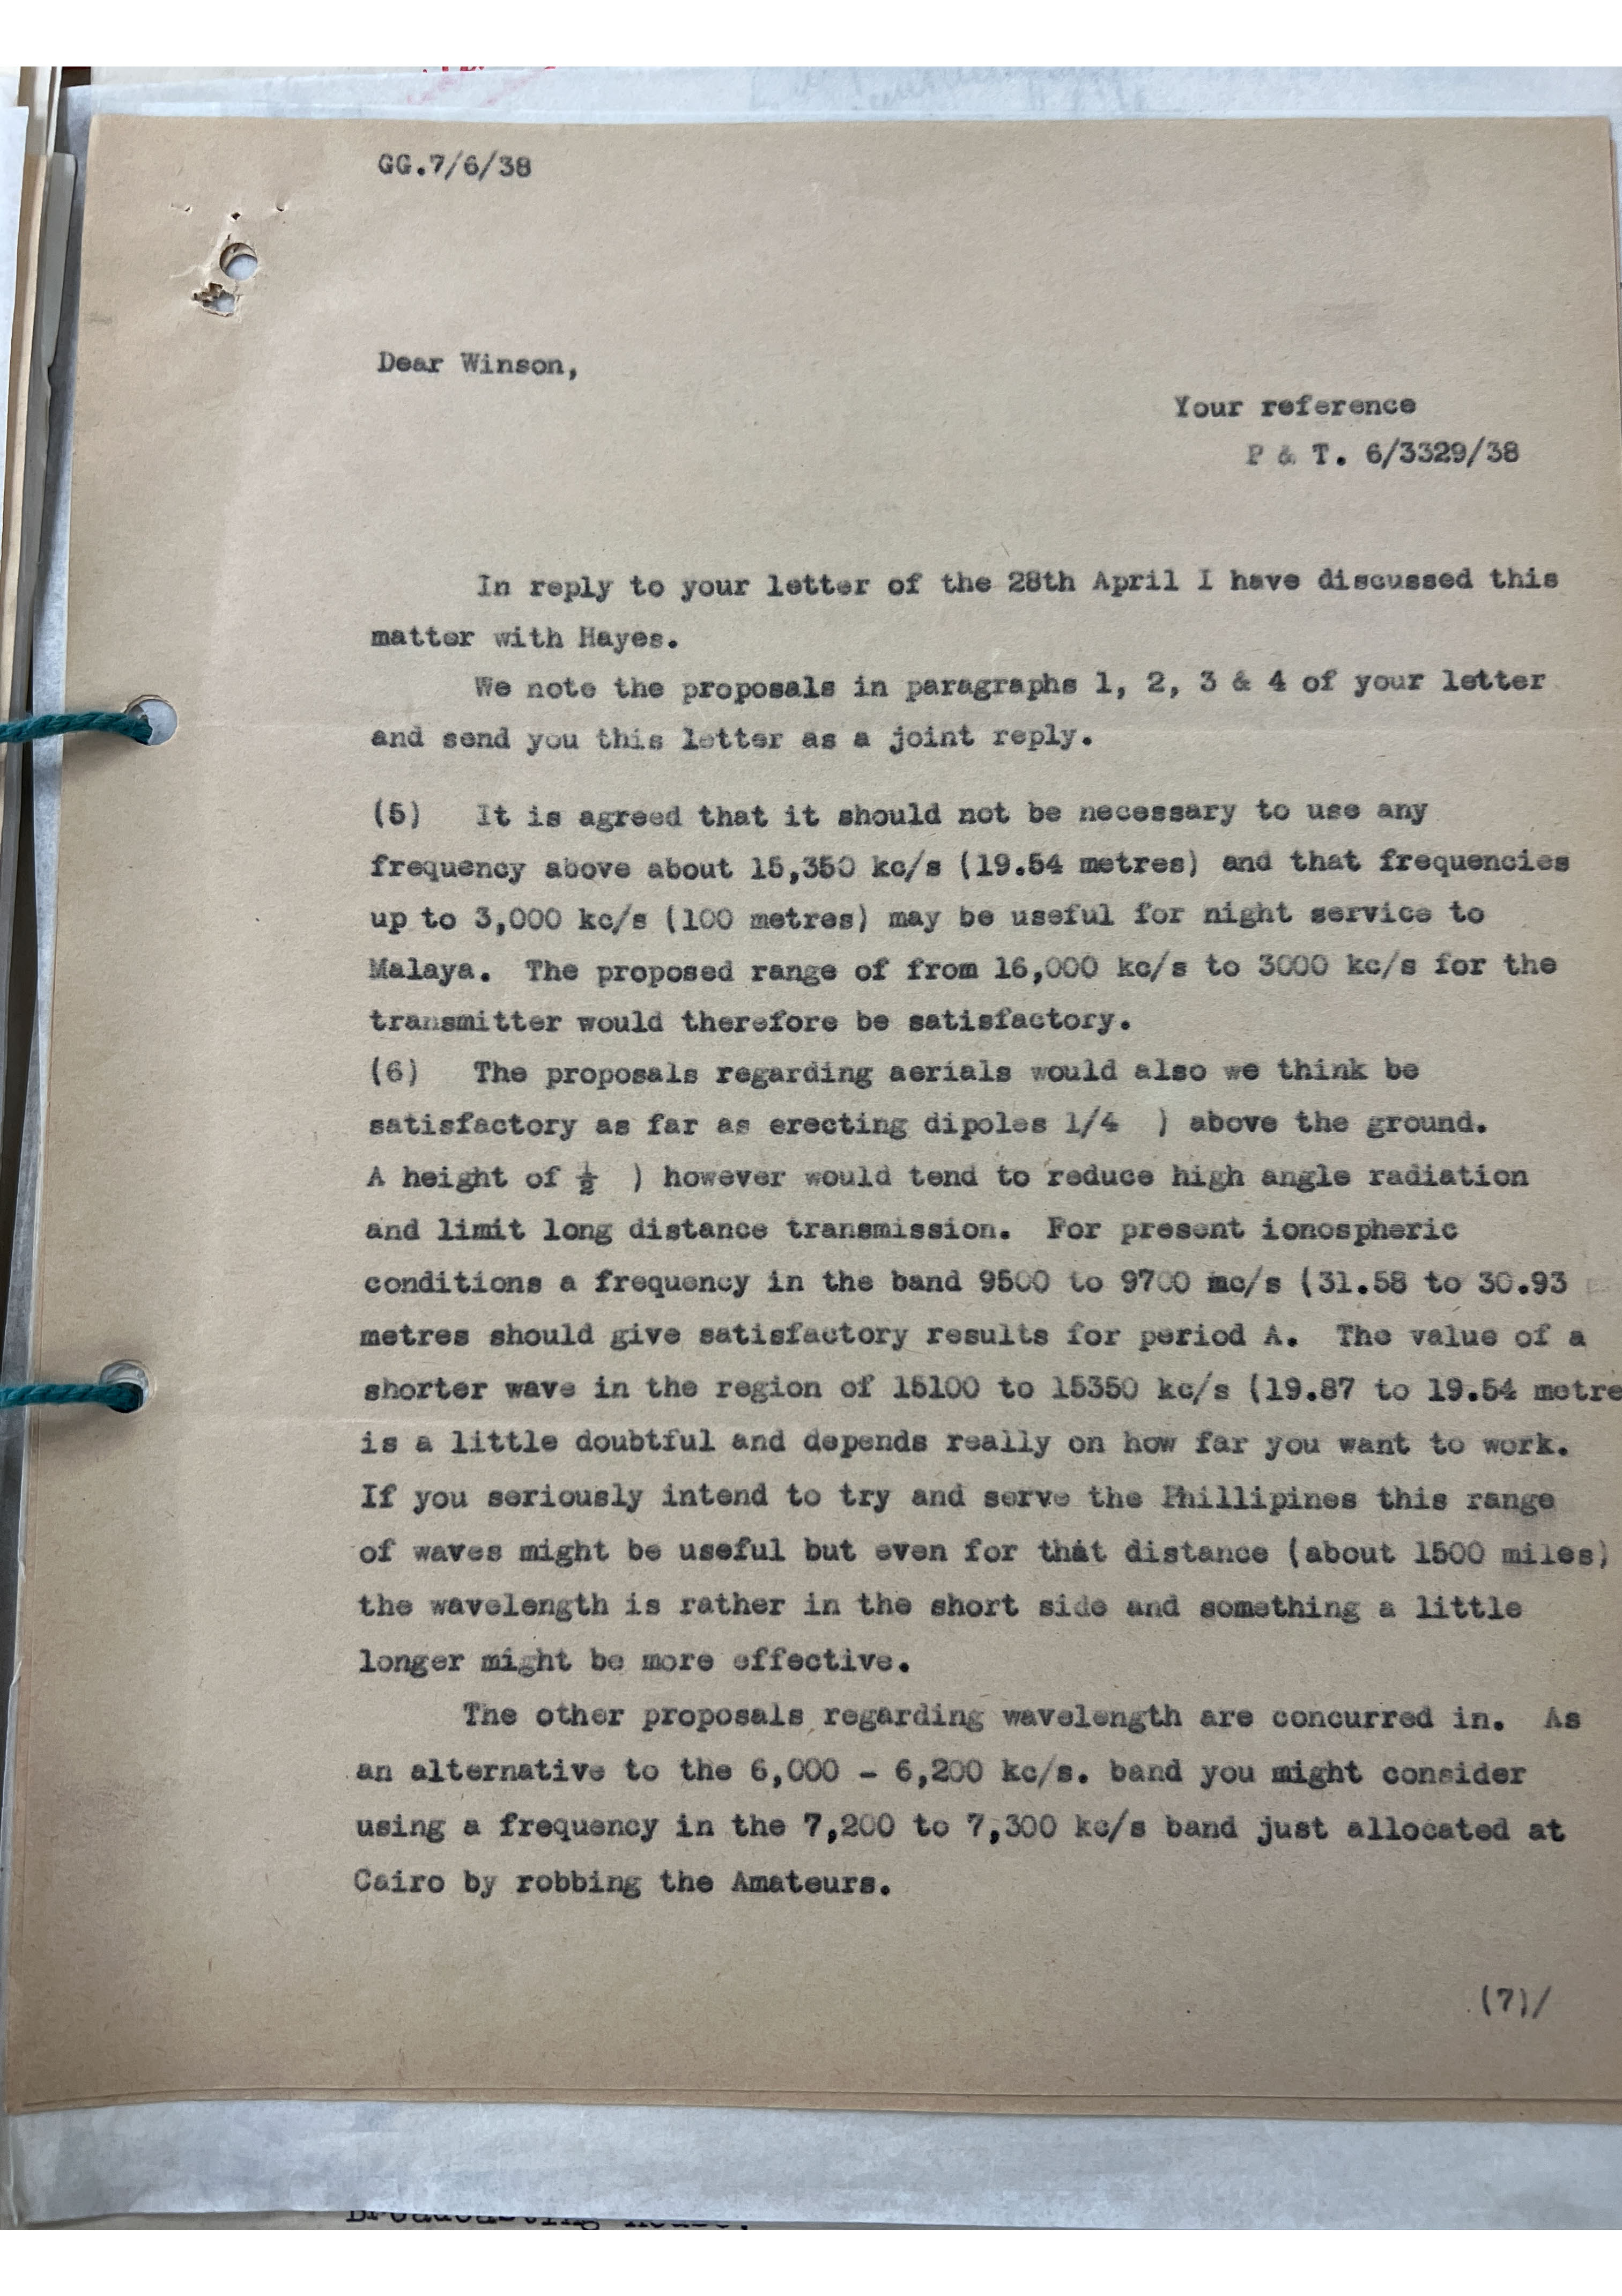 GG.7/6/38
Dear Winson,
Your reference
P & T. 6/3329/38
In reply to your letter of the 28th April I have discussed this
matter with Hayes.
We note the proposals in paragraphs 1, 2, 3 & 4 of your letter
and send you this letter as a joint reply.
(5) It is agreed that it should not be necessary to use any
frequency above about 15,350 kc/s (19.54 metres) and that frequencies
up to 3,000 kc/s (100 metres) may be useful for night service to
Malaya. The proposed range of from 16,000 kc/s to 3000 kc/s for the
transmitter would therefore be satisfactory.
(6) The proposals regarding aerials would also we think be
satisfactory as far as erecting dipoles 1/4 ) above the ground.
A height of ½ ) however would tend to reduce high angle radiation
and limit long distance transmission. For present ionospheric
conditions a frequency in the band 9500 to 9700 mc/s (31.58 to 30.93
metres should give satisfactory results for period A. The value of a
shorter wave in the region of 15100 to 15350 kc/s (19.87 to 19.54 metre
is a little doubtful and depends really on how far you want to work.
If you seriously intend to try and serve the Phillipines this range
of waves might be useful but even for that distance (about 1500 miles)
the wavelength is rather in the short side and something a little
longer might be more effective.
The other proposals regarding wavelength are concurred in. As
an alternative to the 6,000 - 6,200 kc/s. band you might consider
using a frequency in the 7,200 to 7,300 kc/s band just allocated at
Cairo by robbing the Amateurs.
(7)/